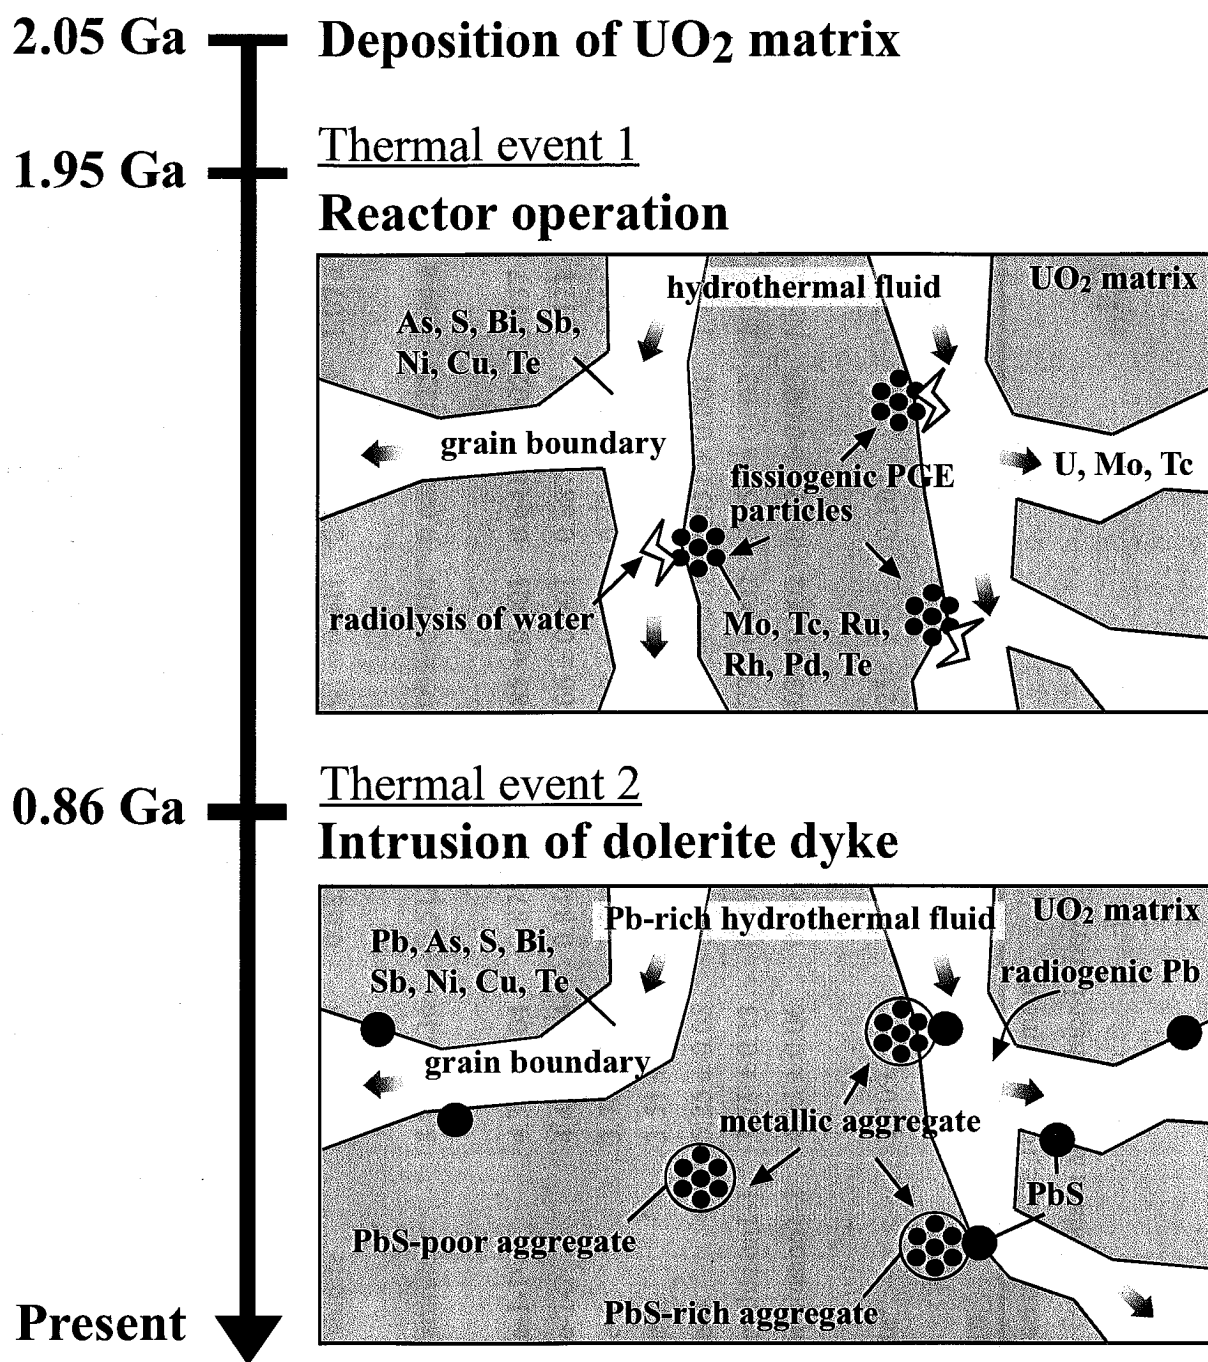 2.05 Ga
Deposition of UO2 matrix
Thermal event 1
1.95 Ga
Reactor operation
hydrothermal fluid
UO2 matrix
As, S, Bi, Sb,
Ni, Cu, Te
grain boundary
fissiogenic PGE
particles
U, Mo, Tc
radiolysis of water
Mo, Tc, Ru,
Rh, Pd, Te
Thermal event 2
0.86 Ga
Intrusion of dolerite dyke
Pb-rich hydrothermal fluid
UO2 matrix
Pb, As, S, Bi,
Sb, Ni, Cu, Te
radiogenic Pb
grain boundary
metallic aggregate
PbS
PbS-poor aggregate
PbS-rich aggregate
Present